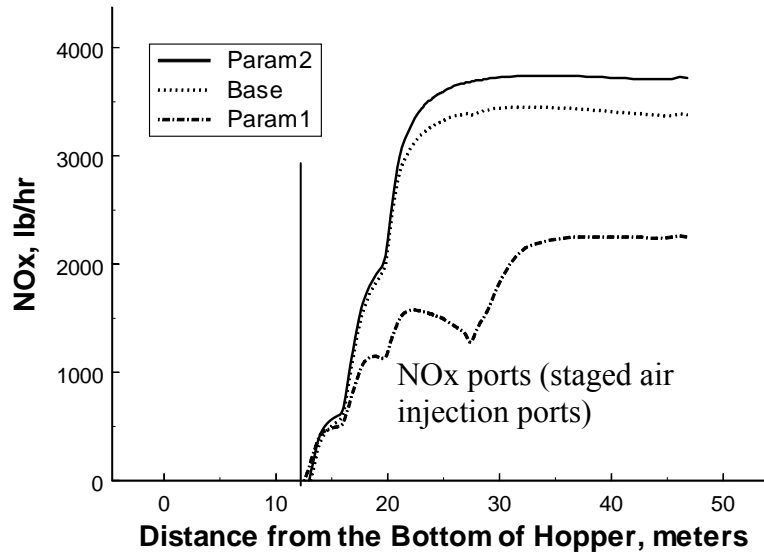 4000
3000
2000
1000
0
NOx, lb/hr
Param2
Base
Param1
NOx ports (staged air
injection ports)
0 10 20 30 40 50
Distance from the Bottom of Hopper, meters